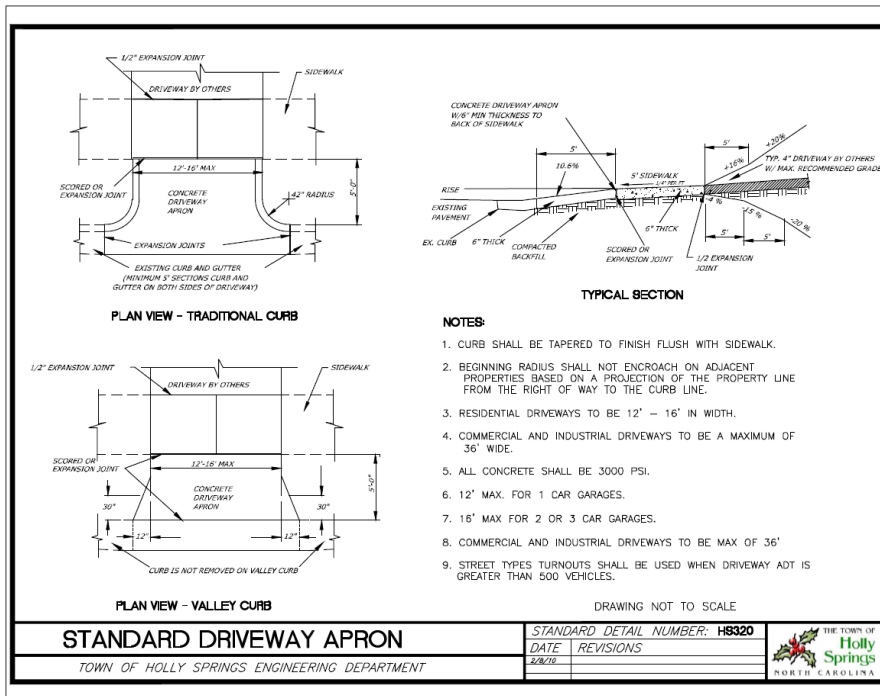 1/2" EXPANSION JOINT
SIDEWALK
DRIVEWAY BY OTHERS
12'-16' MAX
SCORED OR
EXPANSION JOINT
CONCRETE
DRIVEWAY
APRON
42" RADIUS
5'-0"
EXPANSION JOINTS
EXISTING CURB AND GUTTER
(MINIMUM 5' SECTIONS CURB AND
GUTTER ON BOTH SIDES OF DRIVEWAY)
PLAN VIEW - TRADITIONAL CURB
1/2" EXPANSION JOINT
SIDEWALK
DRIVEWAY BY OTHERS
SCORED OR
EXPANSION JOINT
12'-16' MAX
CONCRETE
DRIVEWAY
APRON
5'-0"
30"
30"
12"
12"
CURB IS NOT REMOVED ON VALLEY CURB
PLAN VIEW - VALLEY CURB
CONCRETE DRIVEWAY APRON
W/6" MIN THICKNESS TO
BACK OF SIDEWALK
5'
10.6%
5' SIDEWALK
1/4" PER FT
5'
+20%
+16%
TYP. 4" DRIVEWAY BY OTHERS
W/ MAX. RECOMMENDED GRADE
RISE
EXISTING
PAVEMENT
EX. CURB
6" THICK
COMPACTED
BACKFILL
SCORED OR
EXPANSION JOINT
6" THICK
-4 %
-15 %
-20 %
5'
5'
1/2 EXPANSION
JOINT
TYPICAL SECTION
NOTES:
1. CURB SHALL BE TAPERED TO FINISH FLUSH WITH SIDEWALK.
2. BEGINNING RADIUS SHALL NOT ENCROACH ON ADJACENT
PROPERTIES BASED ON A PROJECTION OF THE PROPERTY LINE
FROM THE RIGHT OF WAY TO THE CURB LINE.
3. RESIDENTIAL DRIVEWAYS TO BE 12' – 16' IN WIDTH.
4. COMMERCIAL AND INDUSTRIAL DRIVEWAYS TO BE A MAXIMUM OF
36' WIDE.
5. ALL CONCRETE SHALL BE 3000 PSI.
6. 12' MAX. FOR 1 CAR GARAGES.
7. 16' MAX FOR 2 OR 3 CAR GARAGES.
8. COMMERCIAL AND INDUSTRIAL DRIVEWAYS TO BE MAX OF 36'
9. STREET TYPES TURNOUTS SHALL BE USED WHEN DRIVEWAY ADT IS
GREATER THAN 500 VEHICLES.
DRAWING NOT TO SCALE
STANDARD DRIVEWAY APRON
TOWN OF HOLLY SPRINGS ENGINEERING DEPARTMENT
STANDARD DETAIL NUMBER: HS320
DATE REVISIONS
2/8/10
THE TOWN OF
Holly
Springs
NORTH CAROLINA